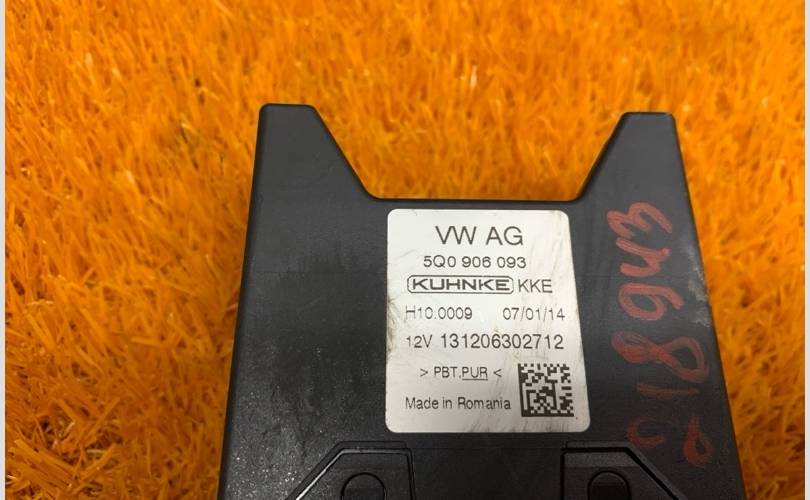 VW AG
5Q0 906 093
KUHNKE KKE
H10.0009 07/01/14
12V 131206302712
> PBT.PUR <
Made in Romania